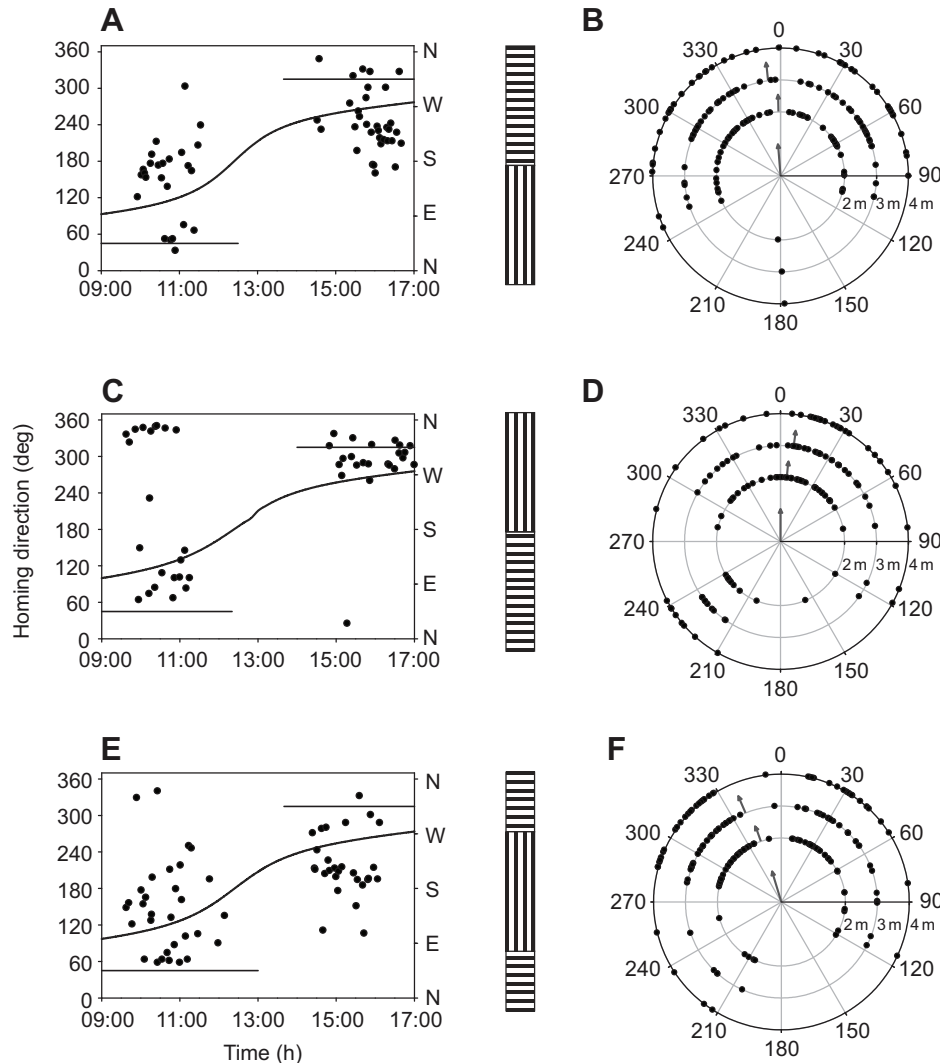 A
360
300
240
180
120
60
0
N
W
S
E
N
09:00 11:00 13:00 15:00 17:00
B
0
30
60
90
120
150
180
210
240
270
300
330
2 m 3 m 4 m
C
360
300
240
180
120
60
0
N
W
S
E
N
09:00 11:00 13:00 15:00 17:00
Homing direction (deg)
D
0
30
60
90
120
150
180
210
240
270
300
330
2 m 3 m 4 m
E
360
300
240
180
120
60
0
N
W
S
E
N
09:00 11:00 13:00 15:00 17:00
Time (h)
F
0
30
60
90
120
150
180
210
240
270
300
330
2 m 3 m 4 m